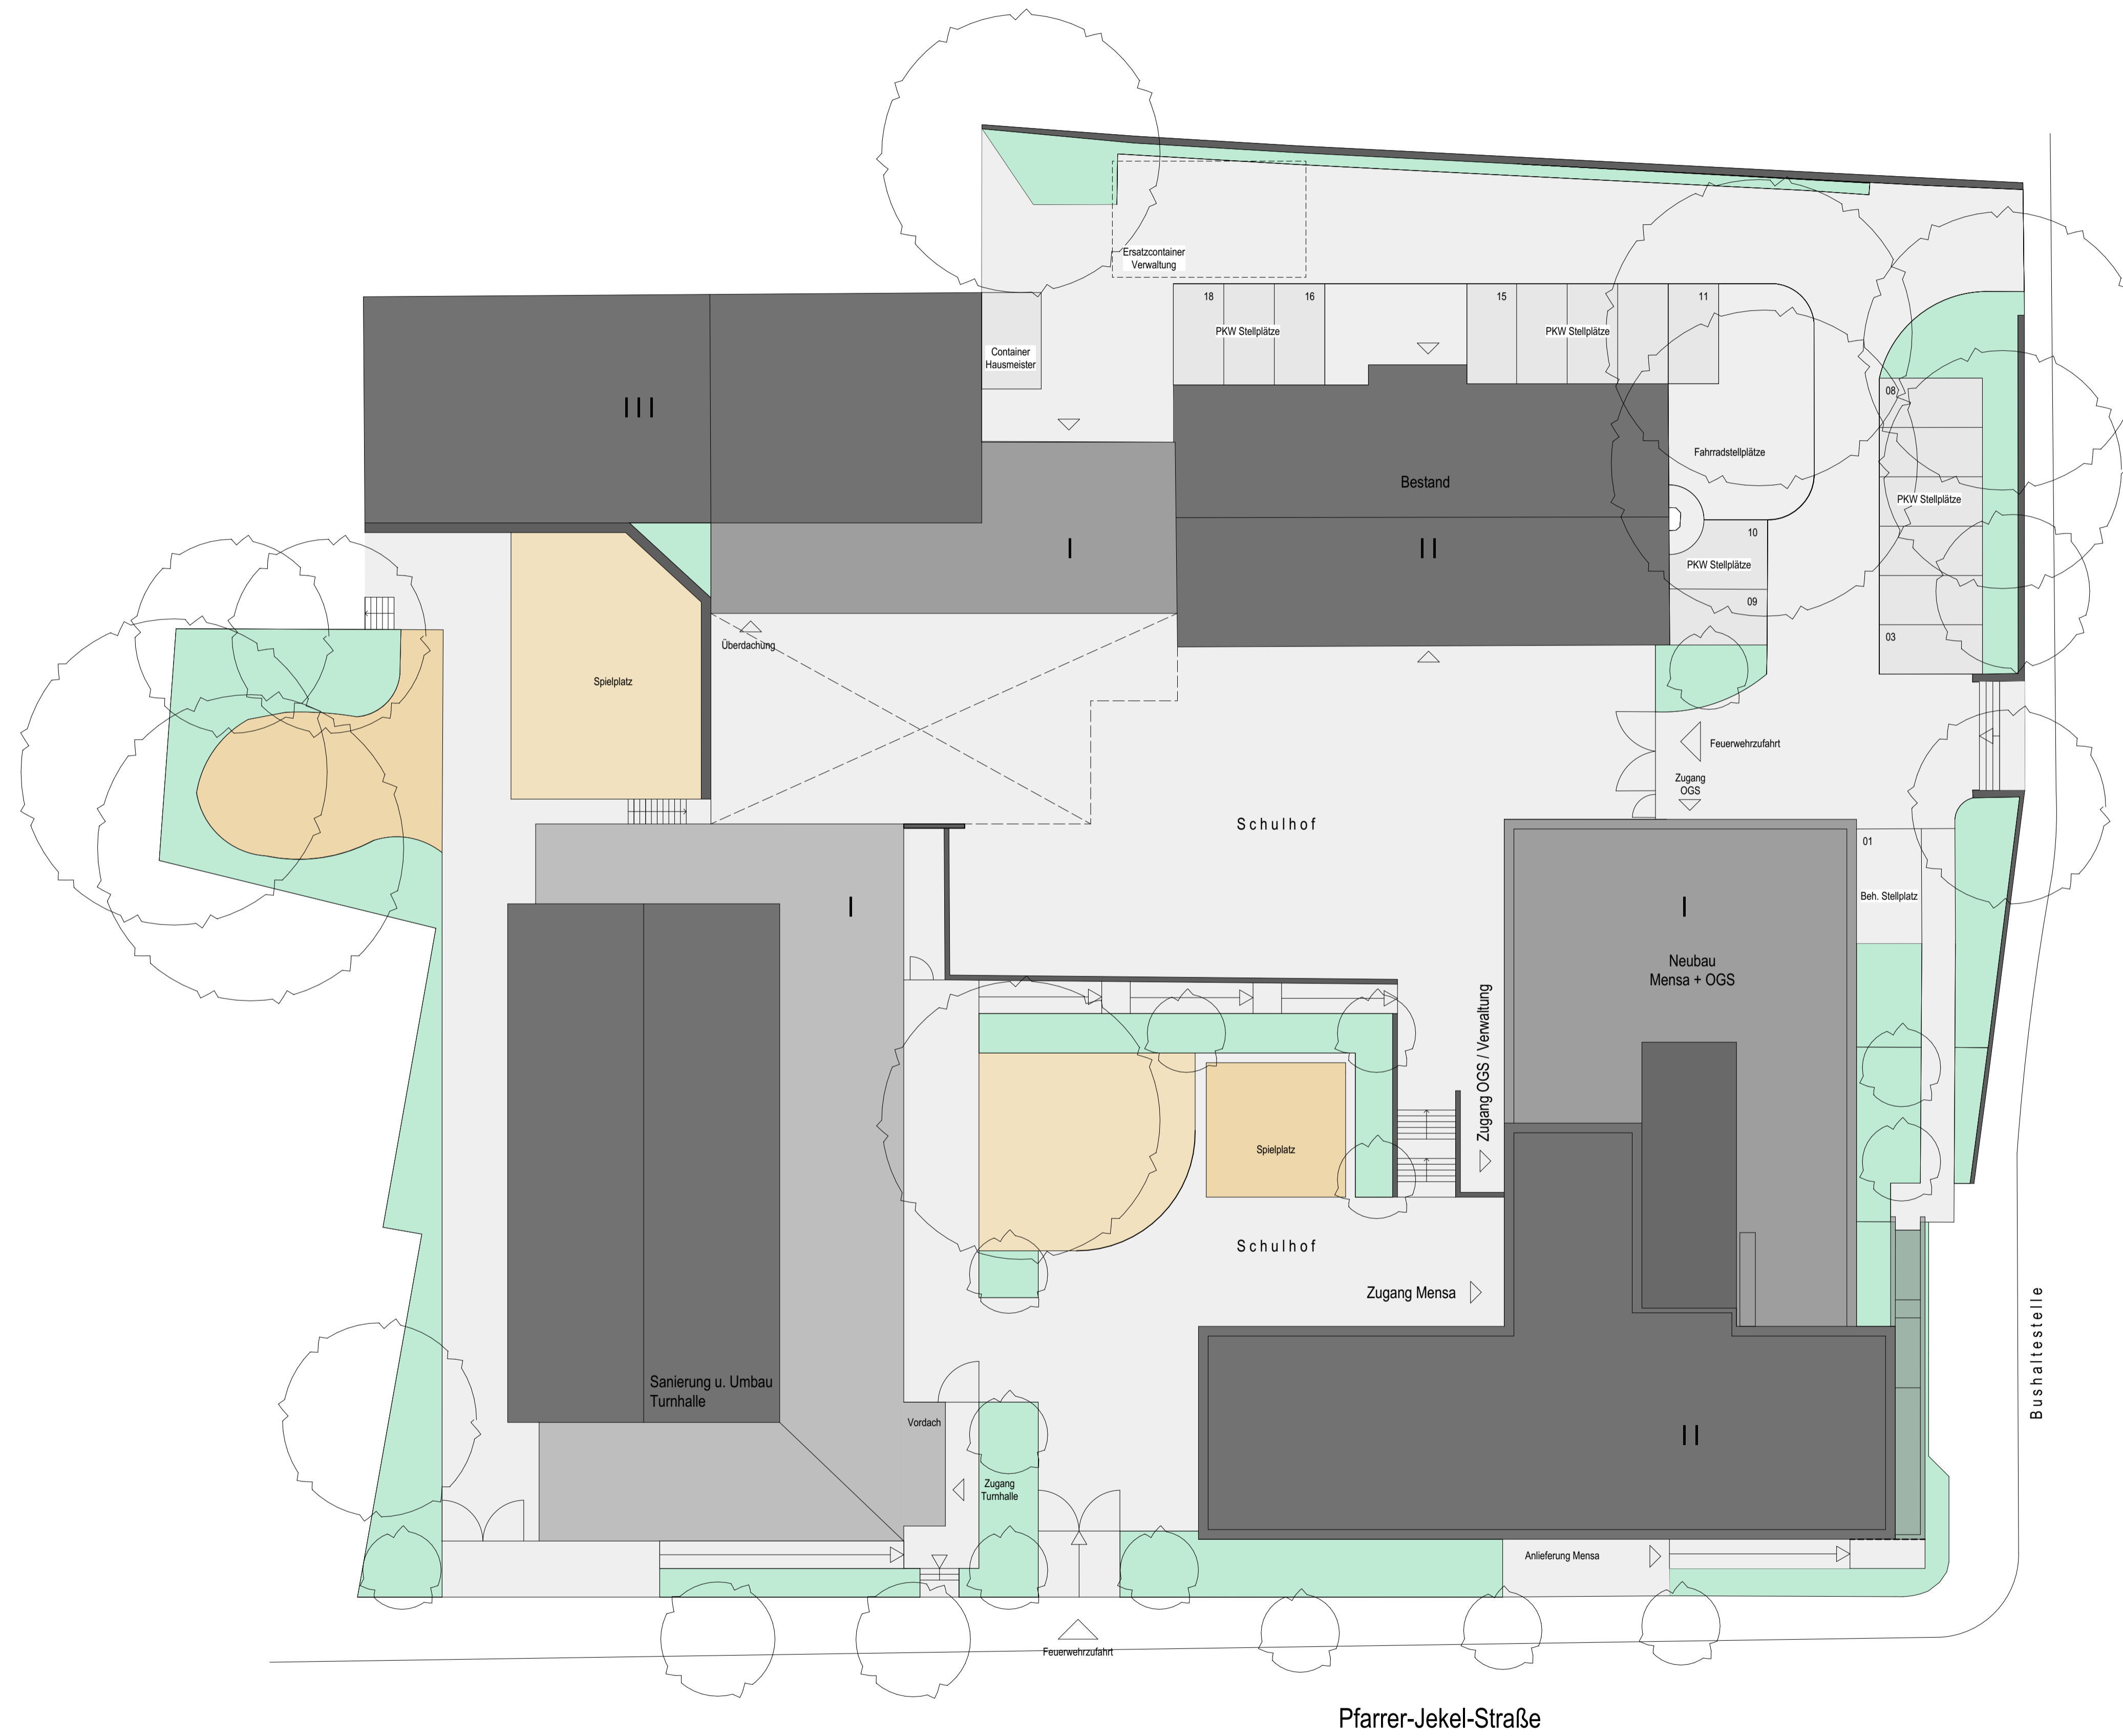 Ersatzcontainer
Verwaltung
18
16
15
11
PKW Stellplätze
PKW Stellplätze
Container
Hausmeister
08
III
Fahrradstellplätze
Bestand
PKW Stellplätze
10
I
II
PKW Stellplätze
09
03
Überdachung
Spielplatz
Feuerwehrzufahrt
Zugang
OGS
Schulhof
01
Beh. Stellplatz
I
I
Neubau
Mensa + OGS
Zugang OGS / Verwaltung
Spielplatz
Schulhof
Zugang Mensa
Bushaltestelle
Sanierung u. Umbau
Turnhalle
Vordach
II
Zugang
Turnhalle
Anlieferung Mensa
Feuerwehrzufahrt
Pfarrer-Jekel-Straße